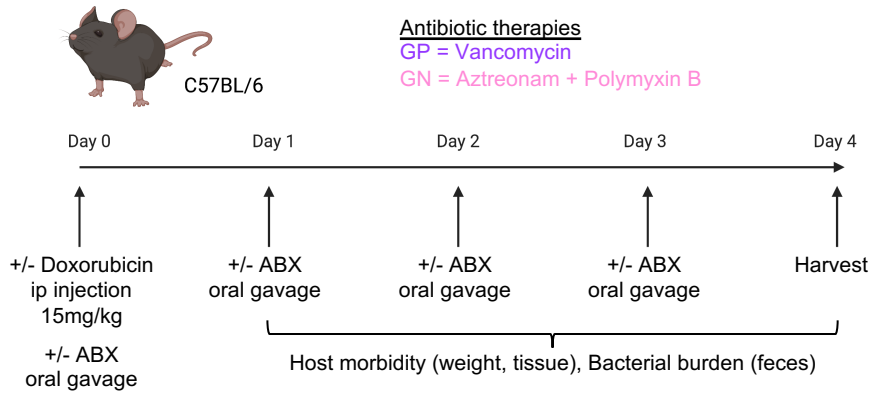 Antibiotic therapies
GP = Vancomycin
GN = Aztreonam + Polymyxin B
C57BL/6
Day 0
Day 1
Day 2
Day 3
Day 4
+/- Doxorubicin
ip injection
15mg/kg
+/- ABX
oral gavage
+/- ABX
oral gavage
+/- ABX
oral gavage
+/- ABX
oral gavage
Harvest
Host morbidity (weight, tissue), Bacterial burden (feces)